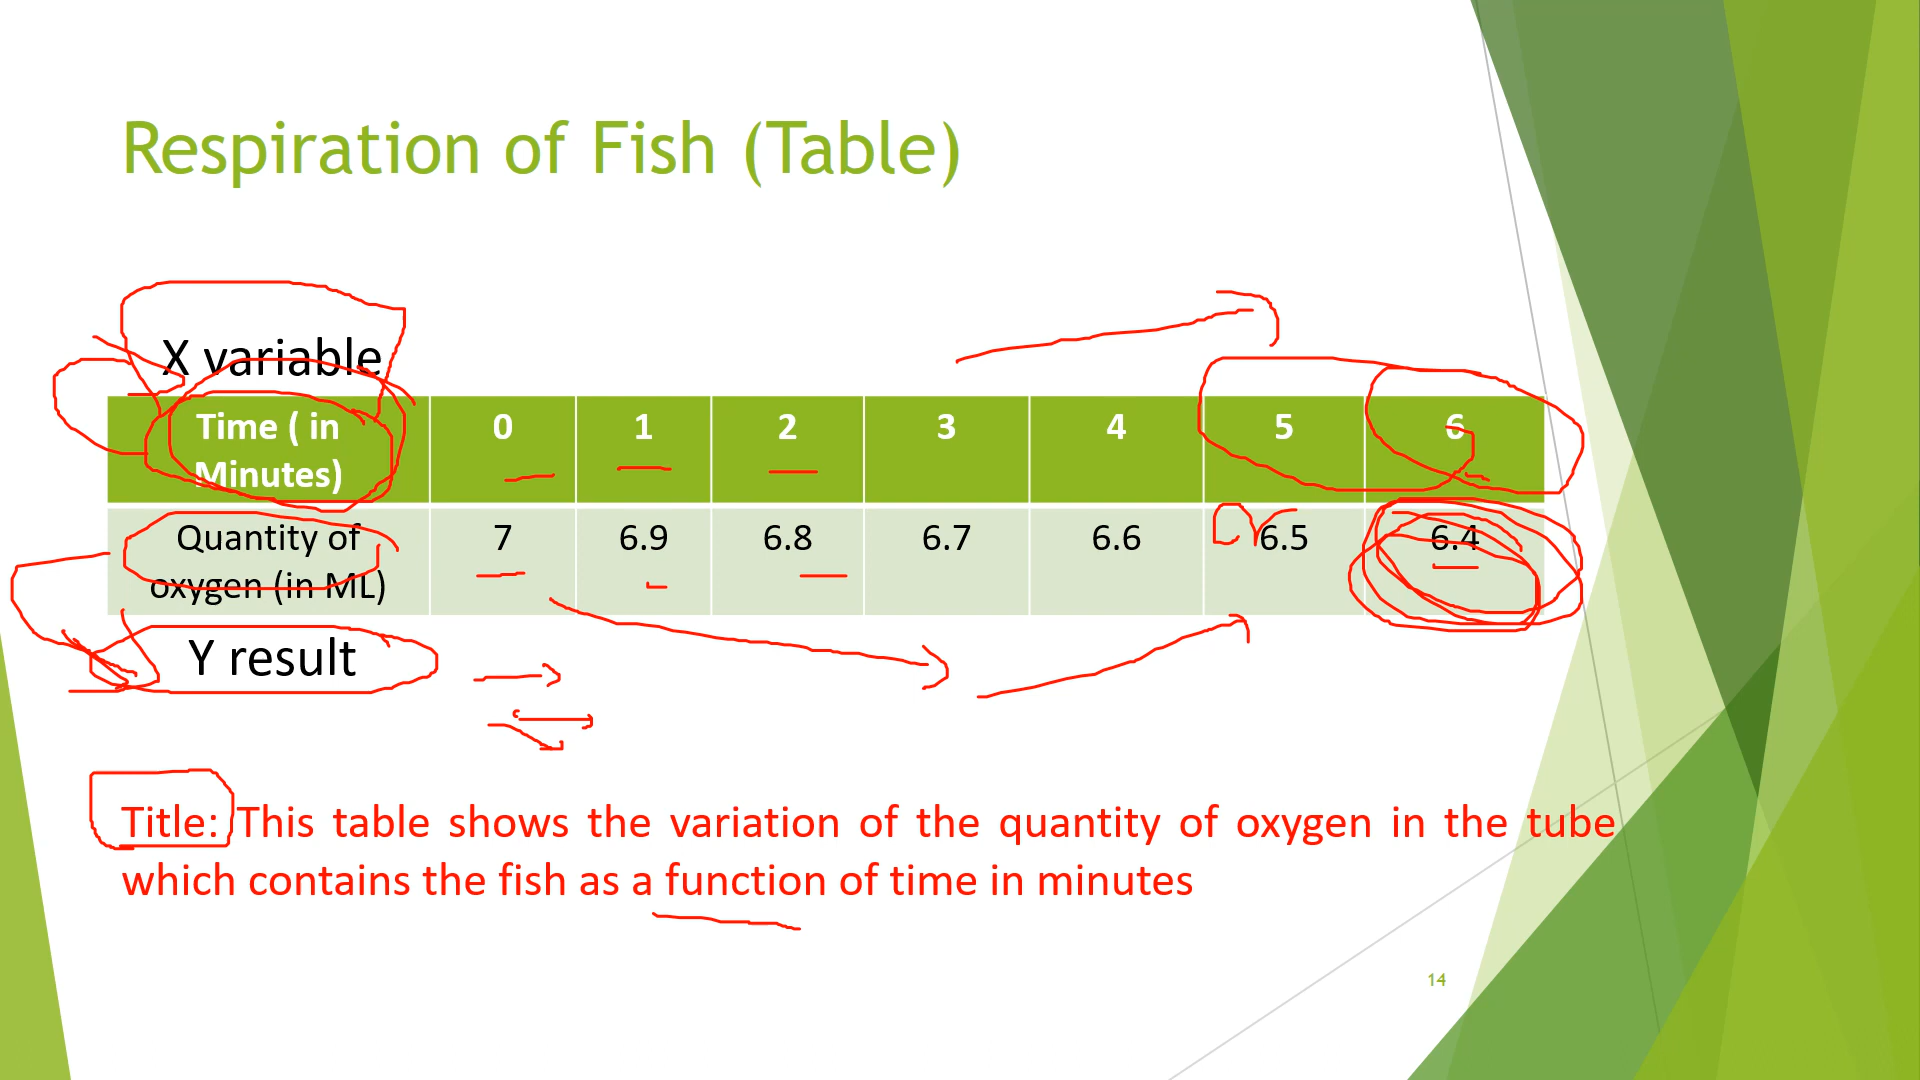 Respiration of Fish (Table)
X variable
Time ( in 0 1 2 3 4 5 6
Minutes)
Quantity of 7 6.9 6.8 6.7 6.6 6.5 6.4
oxygen (in ML)
Y result
Title: This table shows the variation of the quantity of oxygen in the tube
which contains the fish as a function of time in minutes
14